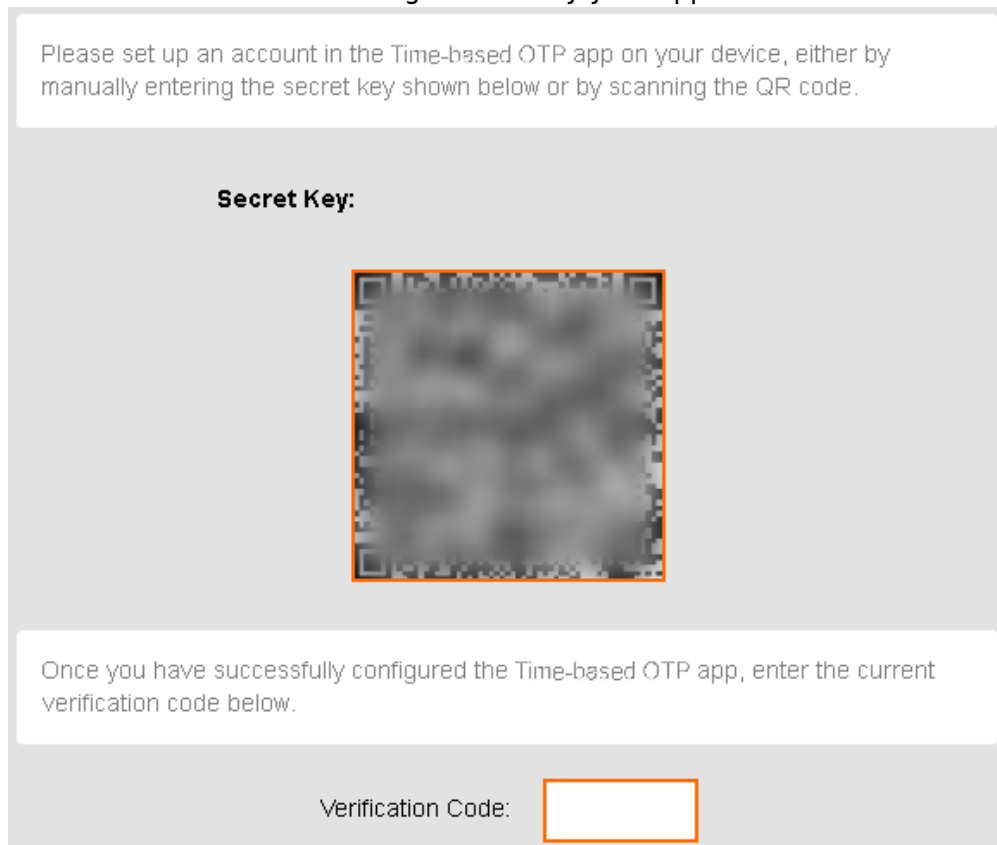 Please set up an account in the Time-based OTP app on your device, either by
manually entering the secret key shown below or by scanning the QR code.
Secret Key:
Once you have successfully configured the Time-based OTP app, enter the current
verification code below.
Verification Code: